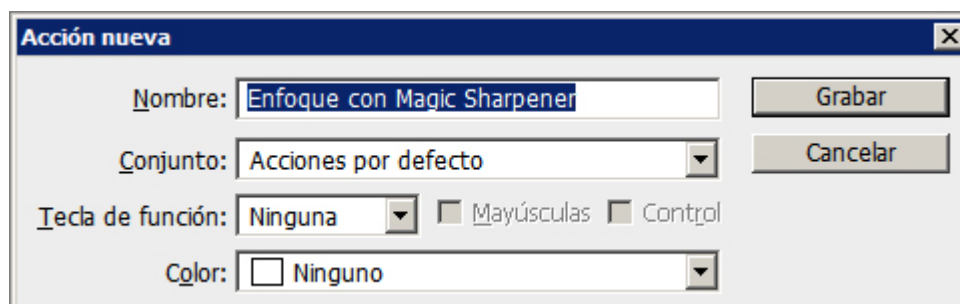 Acción nueva
Nombre: Enfoque con Magic Sharpener Grabar
Conjunto: Acciones por defecto Cancelar
Tecla de función: Ninguna Mayúsculas Control
Color: Ninguno